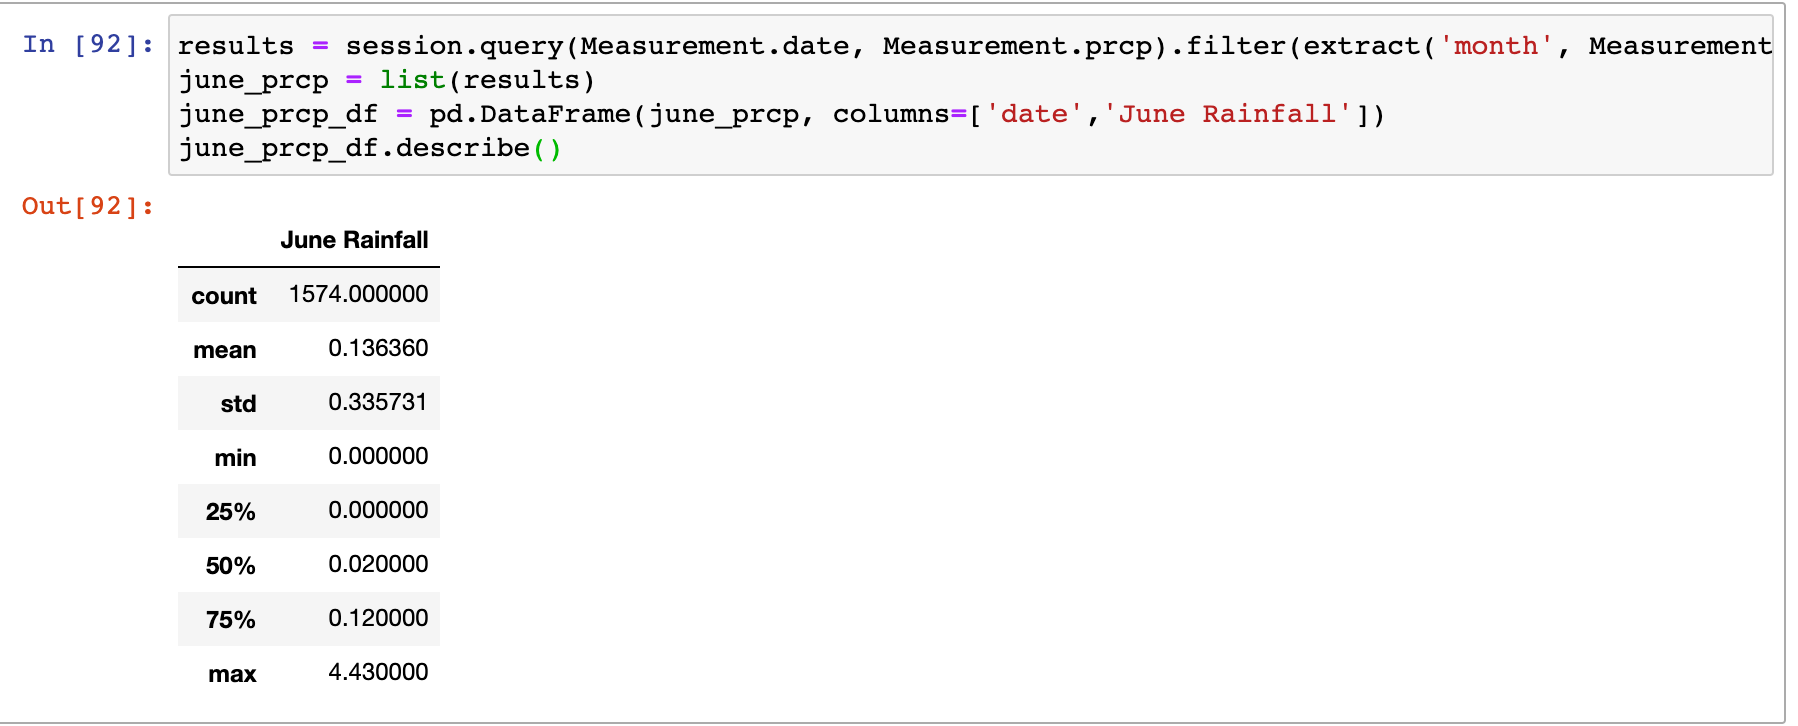 In [92]: results = session.query(Measurement.date, Measurement.prcp).filter(extract('month', Measurement
june_prcp = list(results)
june_prcp_df = pd.DataFrame(june_prcp, columns=['date','June Rainfall'])
june_prcp_df.describe()
Out[92]:
June Rainfall
count 1574.000000
mean 0.136360
std 0.335731
min 0.000000
25% 0.000000
50% 0.020000
75% 0.120000
max 4.430000